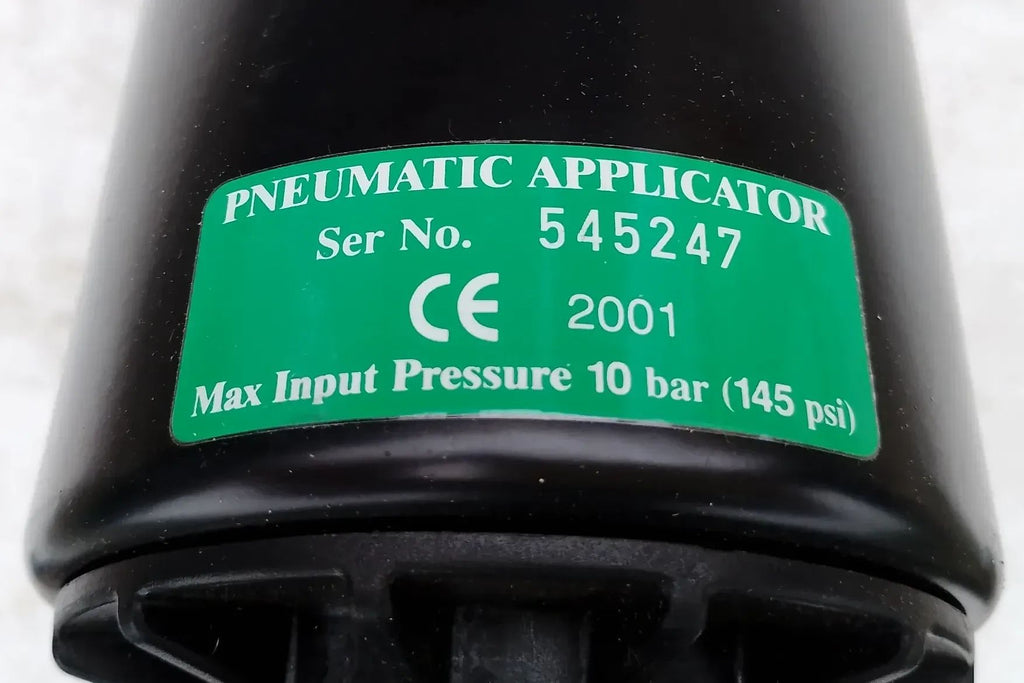 PNEUMATIC APPLICATOR
Ser No. 545247
CE 2001
Max Input Pressure 10 bar (145 psi)